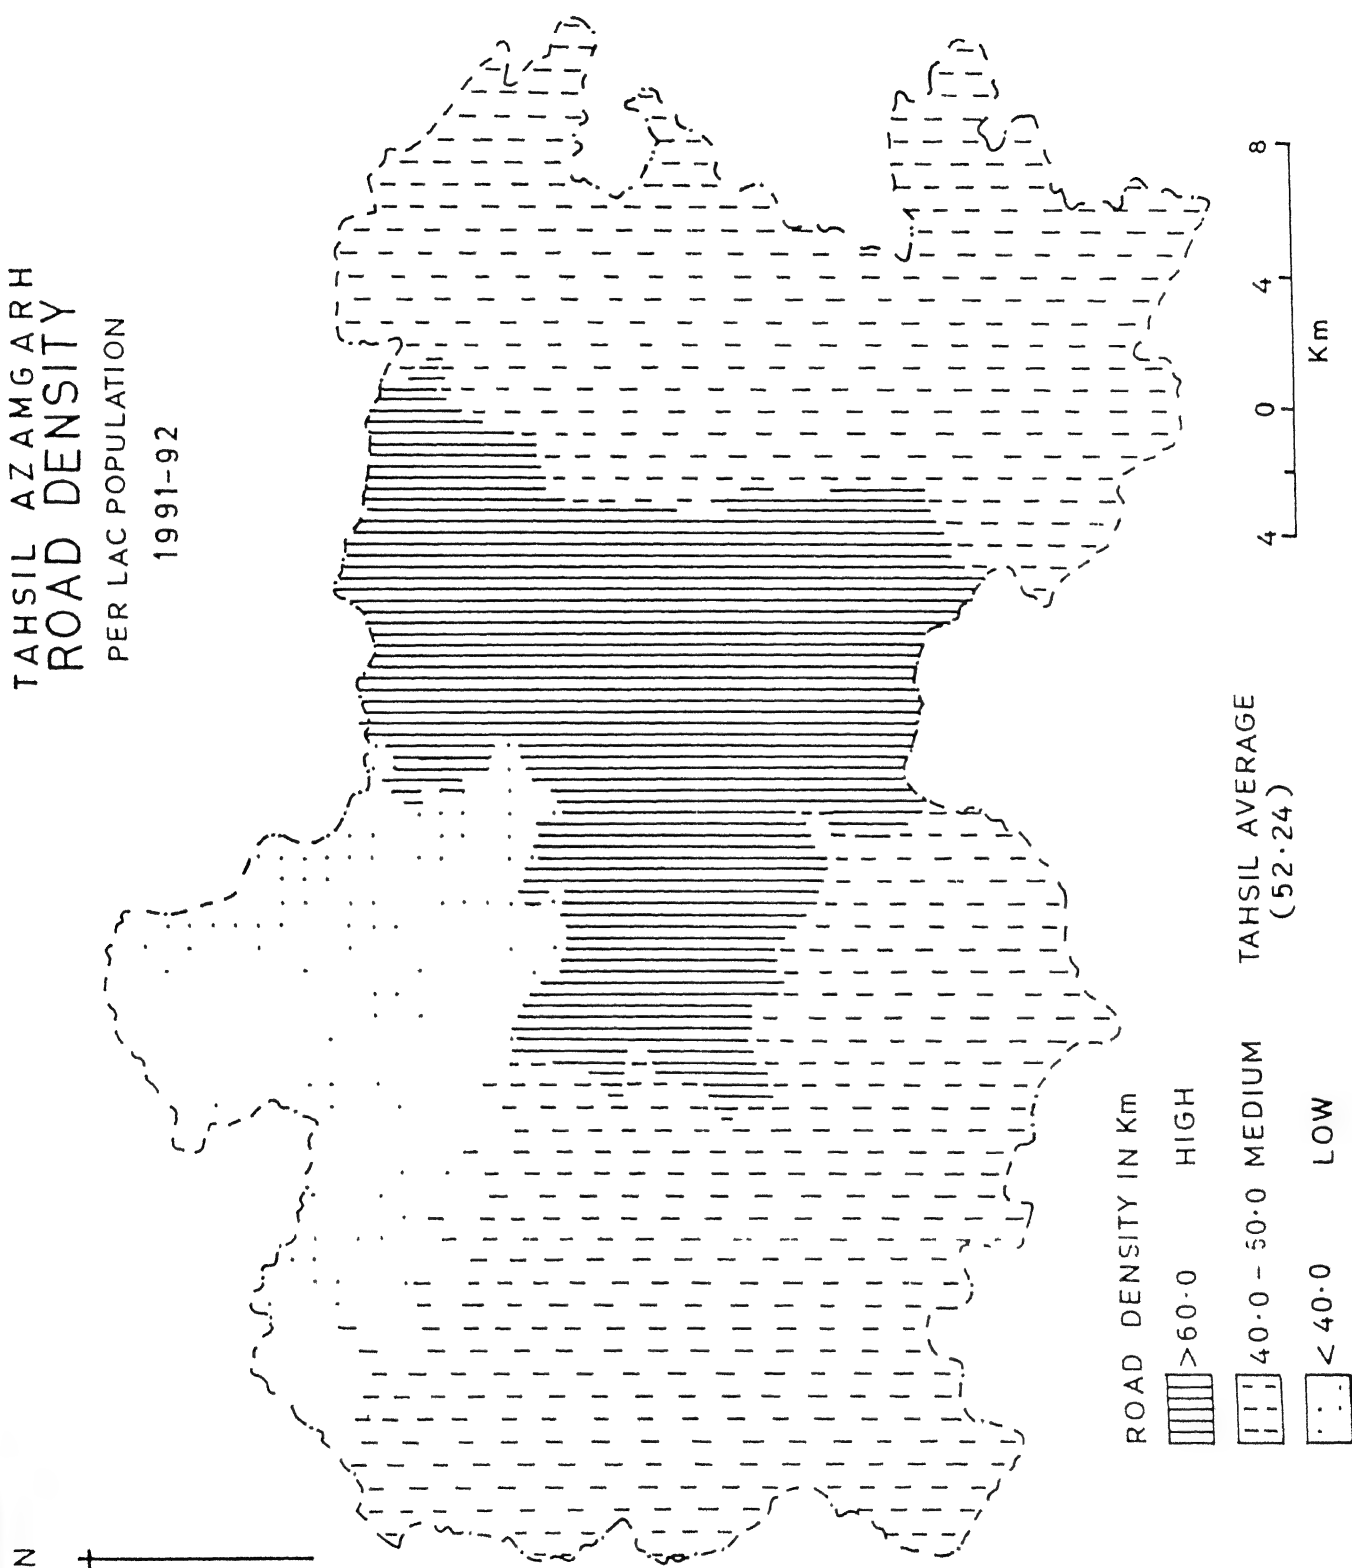 TAHSIL AZAMGARH
ROAD DENSITY
PER LAC POPULATION
1991-92
N
ROAD DENSITY IN Km
>60·0 HIGH
40·0-50·0 MEDIUM
<40·0 LOW
TAHSIL AVERAGE
(52·24)
4 0 4 8
Km